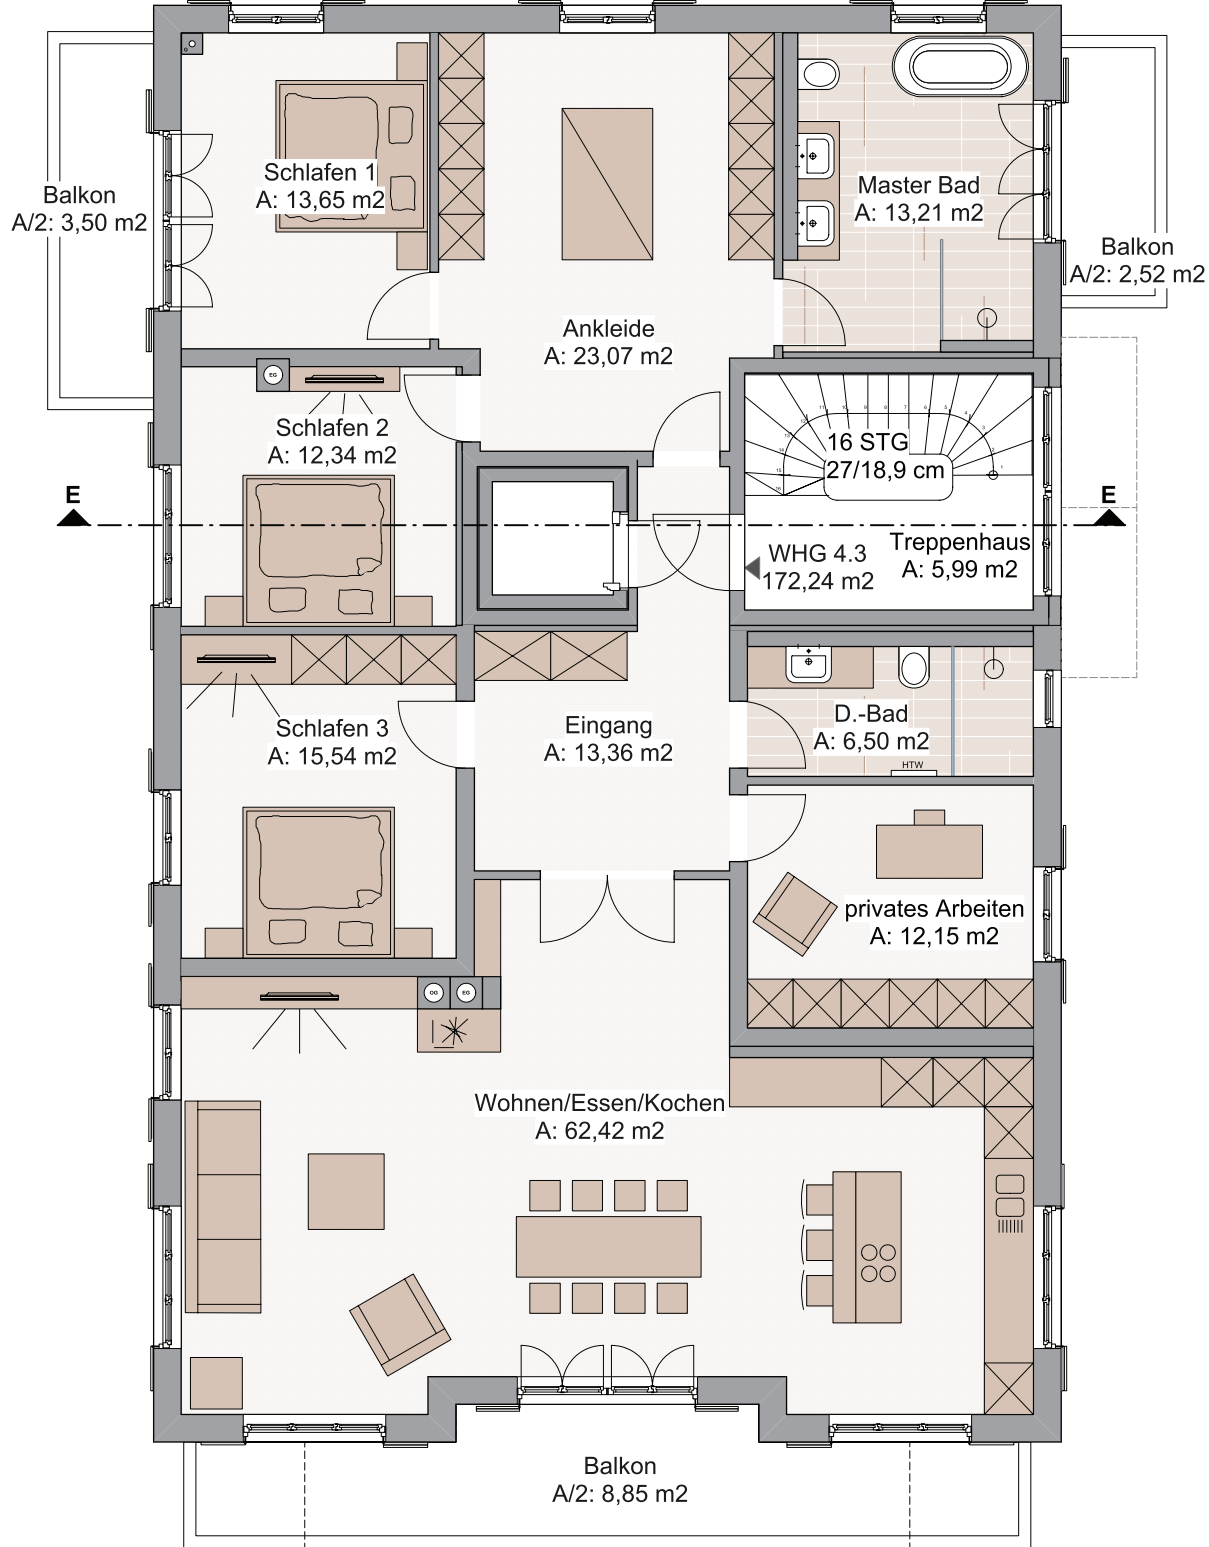 Schlafen 1
A: 13,65 m2
Balkon
A/2: 3,50 m2
Master Bad
A: 13,21 m2
Balkon
A/2: 2,52 m2
Ankleide
A: 23,07 m2
EG
Schlafen 2
A: 12,34 m2
16 STG
27/18,9 cm
E
E
WHG 4.3
172,24 m2
Treppenhaus
A: 5,99 m2
Schlafen 3
A: 15,54 m2
Eingang
A: 13,36 m2
D.-Bad
A: 6,50 m2
HTW
privates Arbeiten
A: 12,15 m2
OG
EG
Wohnen/Essen/Kochen
A: 62,42 m2
Balkon
A/2: 8,85 m2